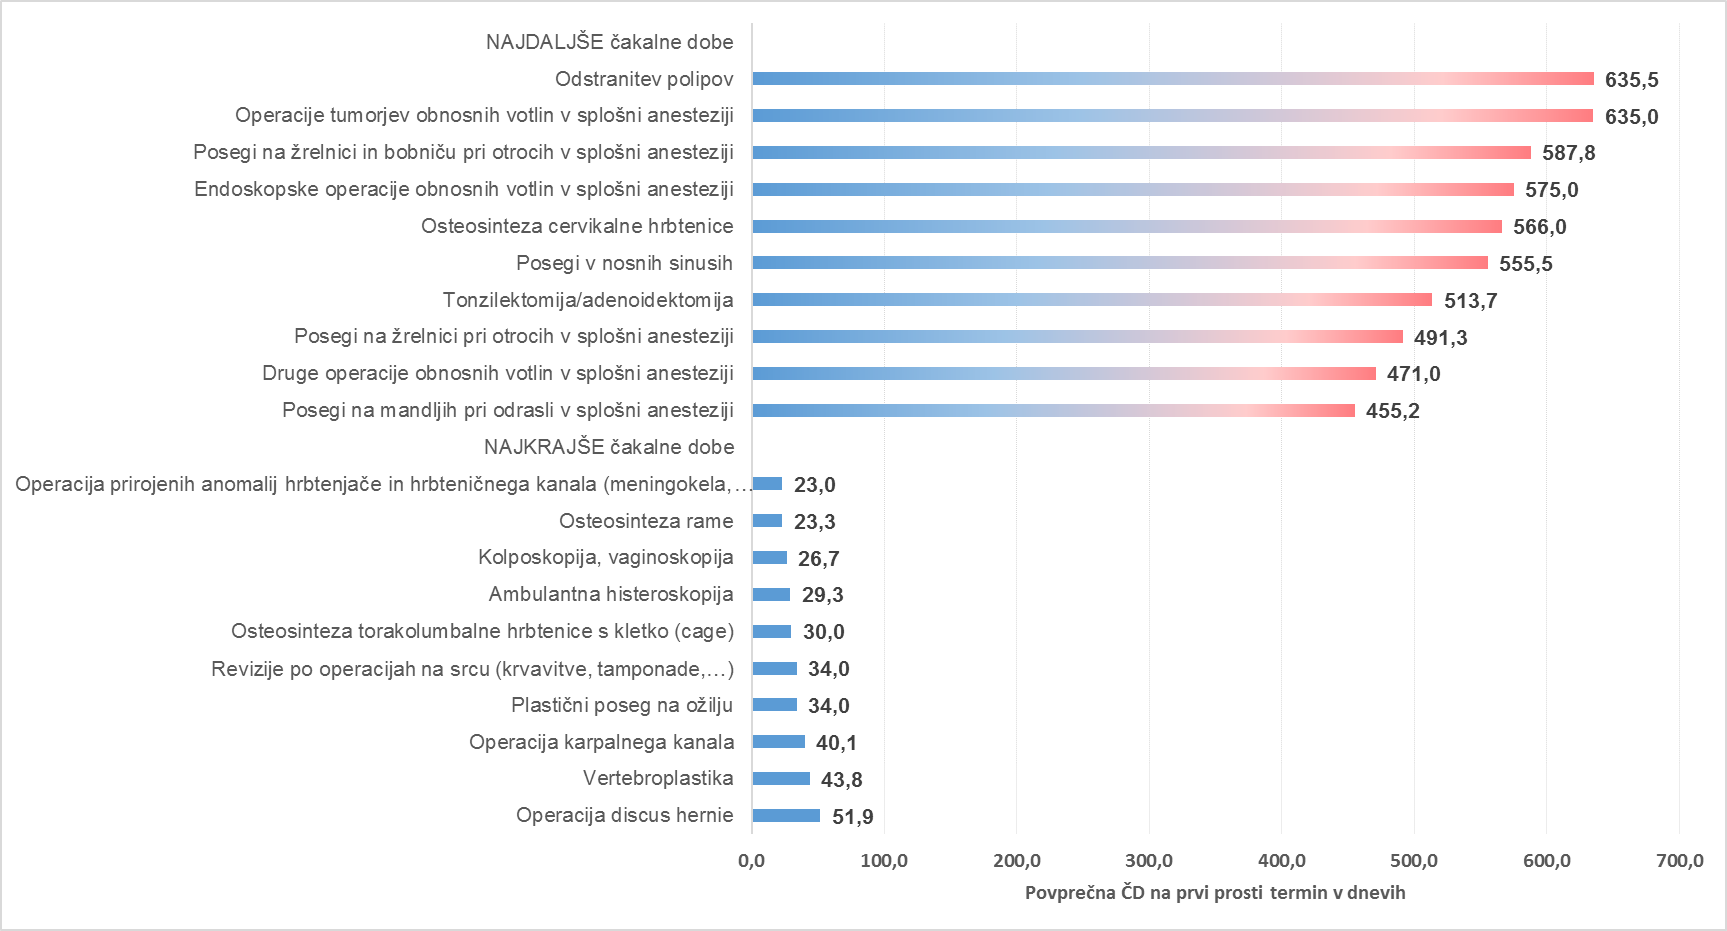 NAJDALJŠE čakalne dobe
Odstranitev polipov 635,5
Operacije tumorjev obnosnih votlin v splošni anesteziji 635,0
Posegi na žrelnici in bobniču pri otrocih v splošni anesteziji 587,8
Endoskopske operacije obnosnih votlin v splošni anesteziji 575,0
Osteosinteza cervikalne hrbtenice 566,0
Posegi v nosnih sinusih 555,5
Tonzilektomija/adenoidektomija 513,7
Posegi na žrelnici pri otrocih v splošni anesteziji 491,3
Druge operacije obnosnih votlin v splošni anesteziji 471,0
Posegi na mandljih pri odrasli v splošni anesteziji 455,2
NAJKRAJŠE čakalne dobe
Operacija prirojenih anomalij hrbtenjače in hrbteničnega kanala (meningokela,… 23,0
Osteosinteza rame 23,3
Kolposkopija, vaginoskopija 26,7
Ambulantna histeroskopija 29,3
Osteosinteza torakolumbalne hrbtenice s kletko (cage) 30,0
Revizije po operacijah na srcu (krvavitve, tamponade,…) 34,0
Plastični poseg na ožilju 34,0
Operacija karpalnega kanala 40,1
Vertebroplastika 43,8
Operacija discus hernie 51,9
0,0 100,0 200,0 300,0 400,0 500,0 600,0 700,0
Povprečna ČD na prvi prosti termin v dnevih